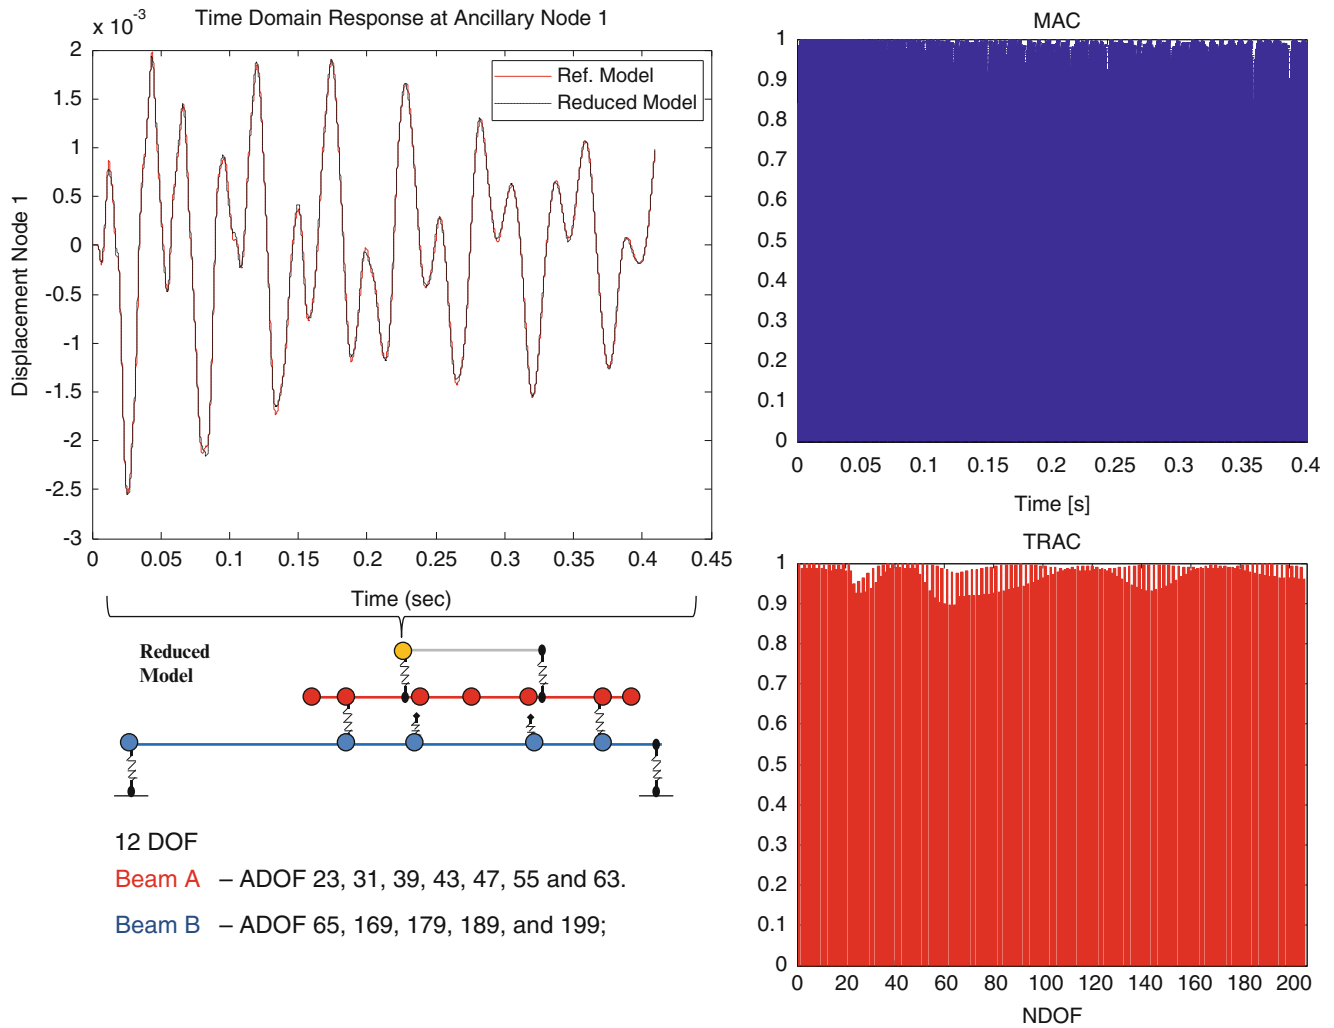 Time Domain Response at Ancillary Node 1
x 10⁻³
2
1.5
1
0.5
0
-0.5
-1
-1.5
-2
-2.5
-3
Displacement Node 1
Ref. Model
Reduced Model
0 0.05 0.1 0.15 0.2 0.25 0.3 0.35 0.4 0.45
Time (sec)
MAC
1
0.9
0.8
0.7
0.6
0.5
0.4
0.3
0.2
0.1
0
0 0.05 0.1 0.15 0.2 0.25 0.3 0.35 0.4
Time [s]
Reduced
Model
12 DOF
Beam A – ADOF 23, 31, 39, 43, 47, 55 and 63.
Beam B – ADOF 65, 169, 179, 189, and 199;
TRAC
1
0.9
0.8
0.7
0.6
0.5
0.4
0.3
0.2
0.1
0
0 20 40 60 80 100 120 140 160 180 200
NDOF